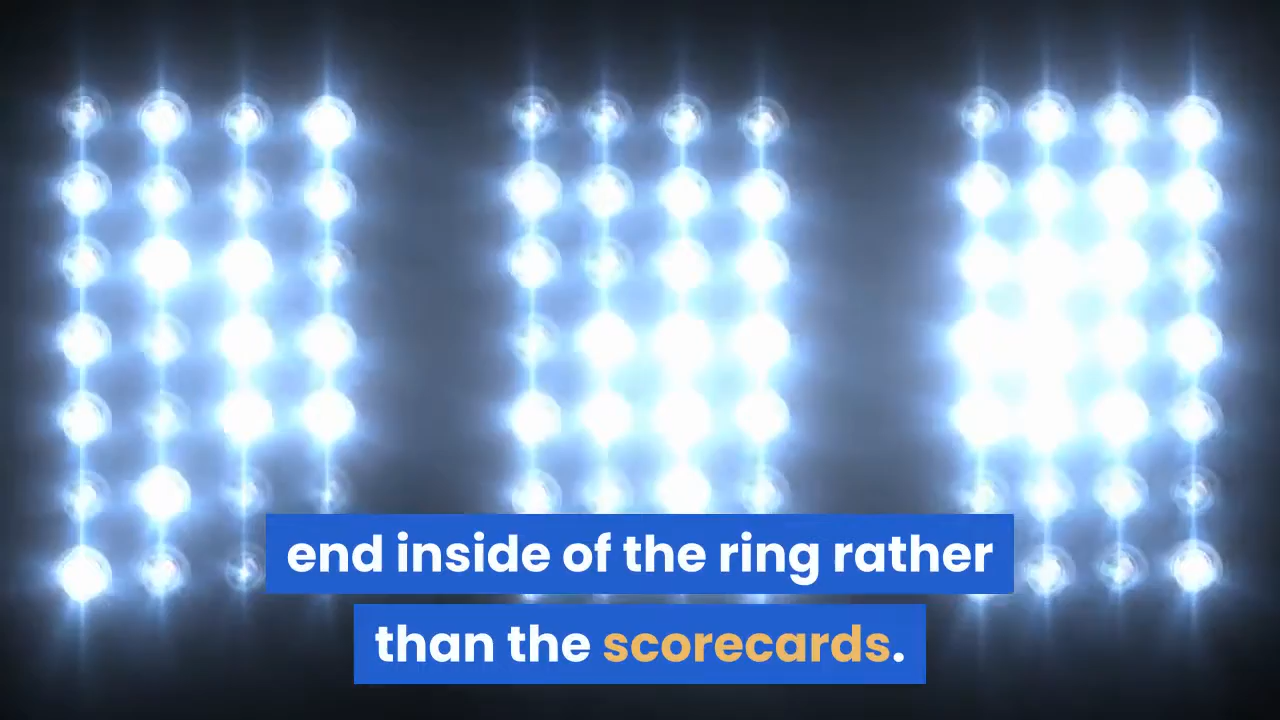 end inside of the ring rather
than the scorecards.